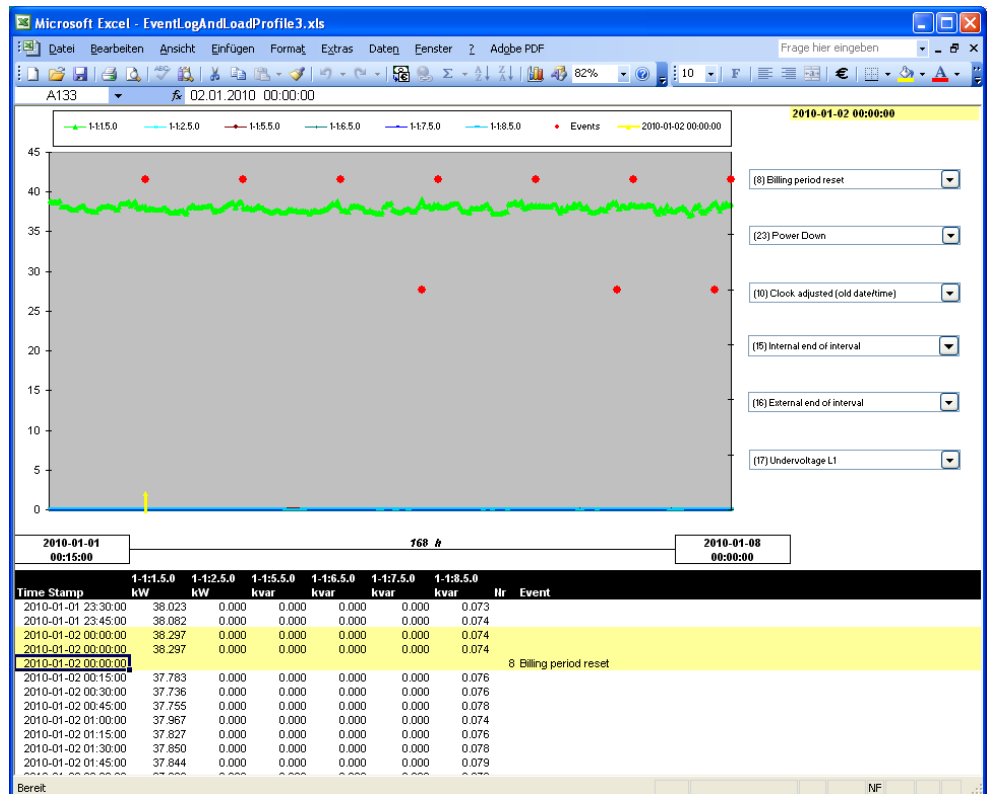 Microsoft Excel - EventLogAndLoadProfile3.xls
Datei Bearbeiten Ansicht Einfügen Format Extras Daten Fenster ? Adobe PDF Frage hier eingeben
82% 10 F € A
A133 fx 02.01.2010 00:00:00
2010-01-02 00:00:00
1-1:1.5.0 1-1:2.5.0 1-1:5.5.0 1-1:6.5.0 1-1:7.5.0 1-1:8.5.0 Events 2010-01-02 00:00:00
45
40
35
30
25
20
15
10
5
0
(8) Billing period reset
(23) Power Down
(10) Clock adjusted (old date/time)
(15) Internal end of interval
(16) External end of interval
(17) Undervoltage L1
2010-01-01 168 h 2010-01-08
00:15:00 00:00:00
1-1:1.5.0 1-1:2.5.0 1-1:5.5.0 1-1:6.5.0 1-1:7.5.0 1-1:8.5.0
Time Stamp kW kW kvar kvar kvar kvar Nr Event
2010-01-01 23:30:00 38.023 0.000 0.000 0.000 0.000 0.073
2010-01-01 23:45:00 38.082 0.000 0.000 0.000 0.000 0.074
2010-01-02 00:00:00 38.297 0.000 0.000 0.000 0.000 0.074
2010-01-02 00:00:00 38.297 0.000 0.000 0.000 0.000 0.074
2010-01-02 00:00:00 8 Billing period reset
2010-01-02 00:15:00 37.783 0.000 0.000 0.000 0.000 0.076
2010-01-02 00:30:00 37.736 0.000 0.000 0.000 0.000 0.076
2010-01-02 00:45:00 37.755 0.000 0.000 0.000 0.000 0.078
2010-01-02 01:00:00 37.967 0.000 0.000 0.000 0.000 0.074
2010-01-02 01:15:00 37.827 0.000 0.000 0.000 0.000 0.076
2010-01-02 01:30:00 37.850 0.000 0.000 0.000 0.000 0.078
2010-01-02 01:45:00 37.844 0.000 0.000 0.000 0.000 0.079
Bereit NF